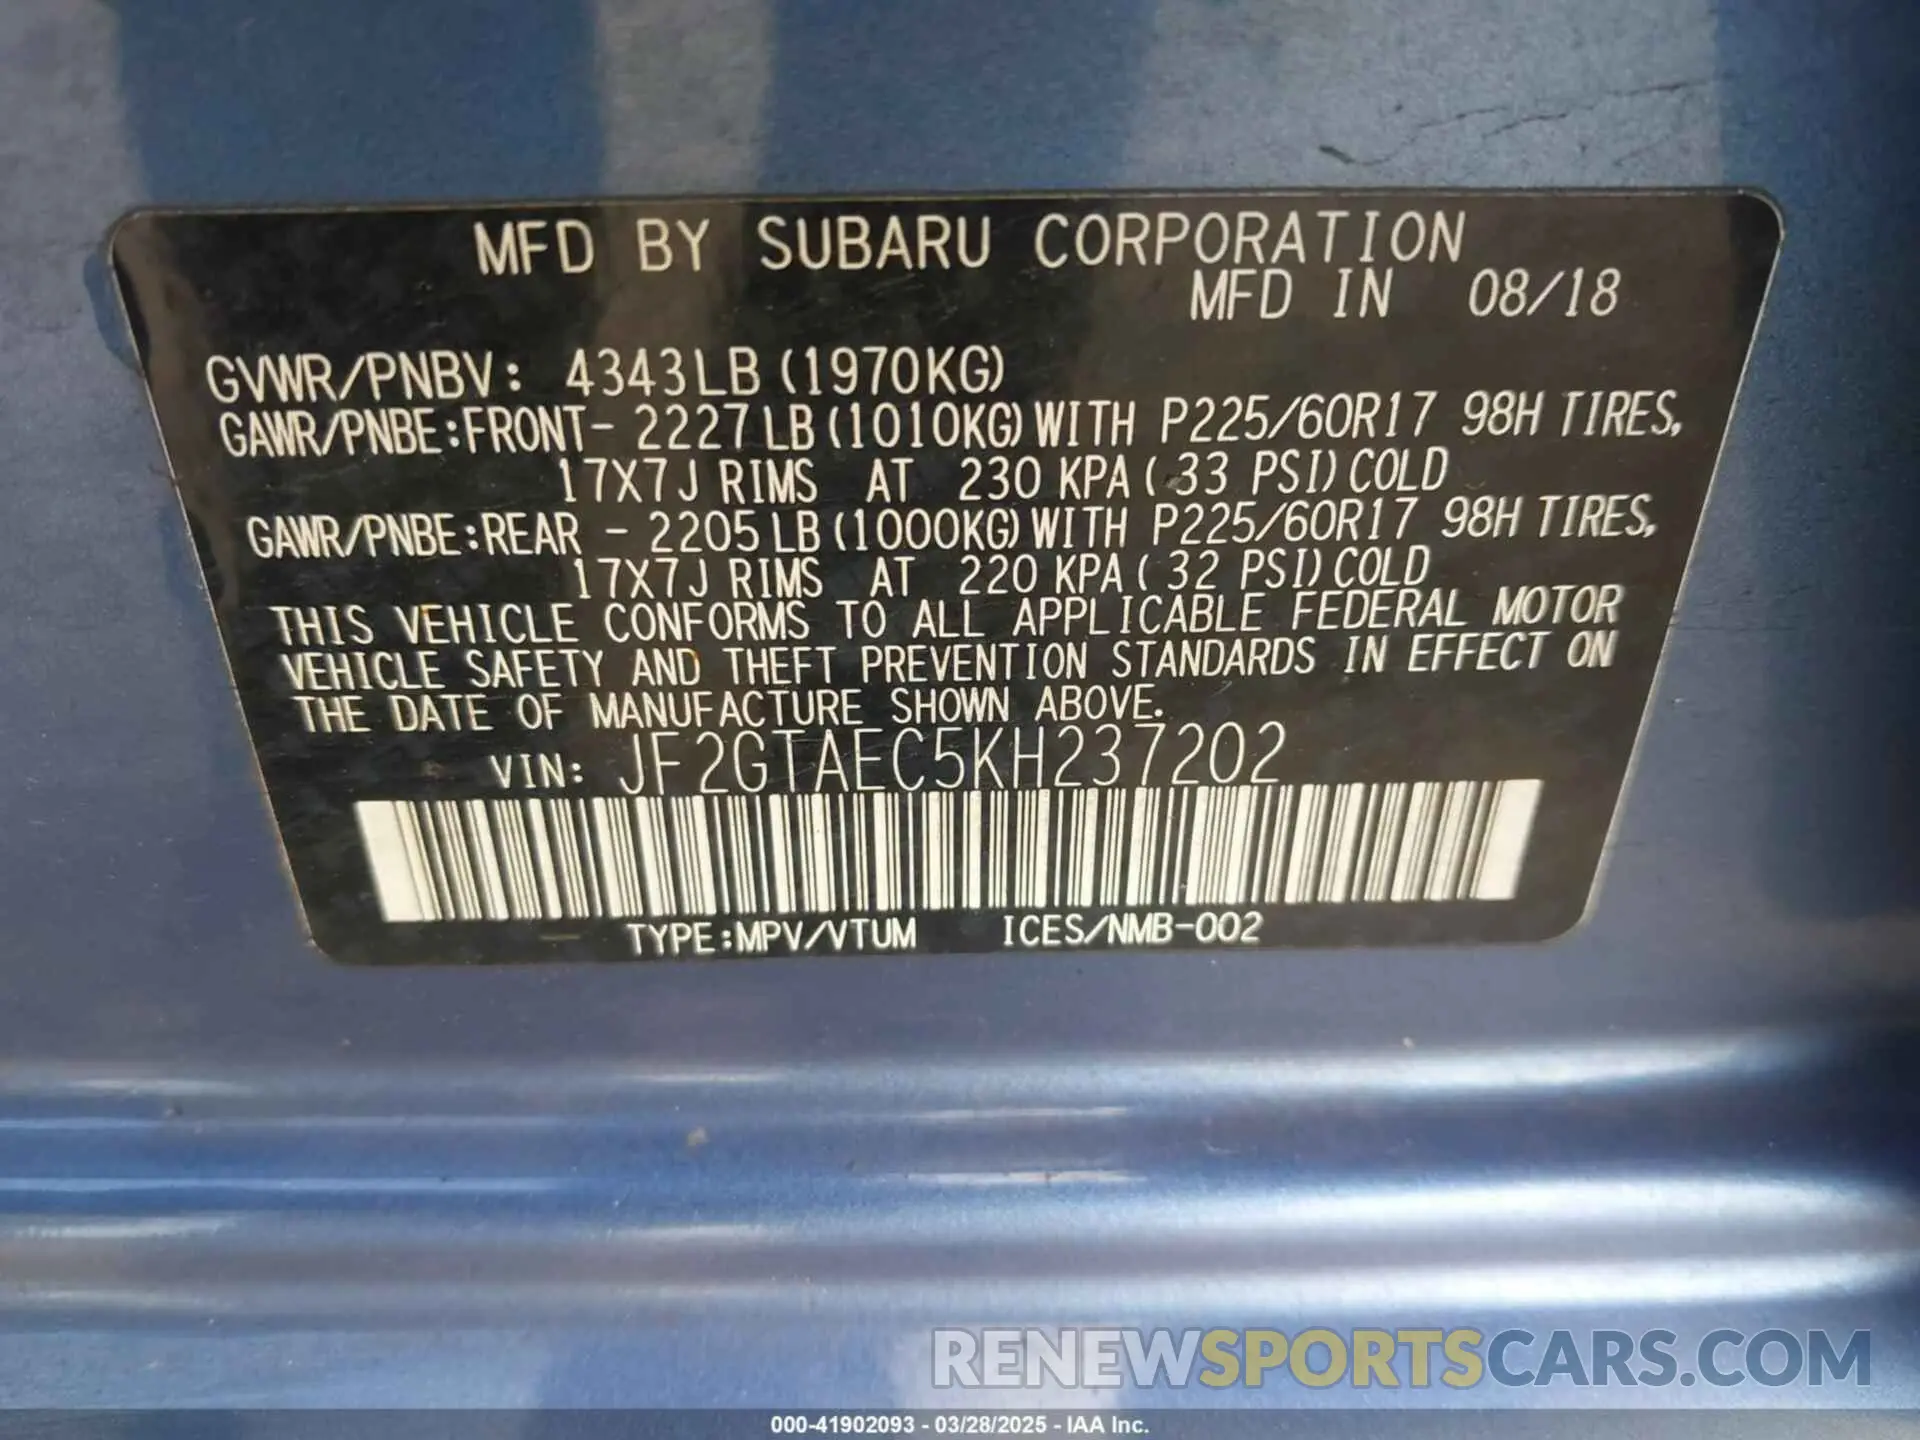 MFD BY SUBARU CORPORATION
MFD IN 08/18
GVWR/PNBV: 4343LB (1970KG)
GAWR/PNBE:FRONT- 2227LB (1010KG) WITH P225/60R17 98H TIRES,
17X7J RIMS AT 230 KPA ( 33 PSI) COLD
GAWR/PNBE:REAR - 2205LB (1000KG) WITH P225/60R17 98H TIRES,
17X7J RIMS AT 220 KPA ( 32 PSI) COLD
THIS VEHICLE CONFORMS TO ALL APPLICABLE FEDERAL MOTOR
VEHICLE SAFETY AND THEFT PREVENTION STANDARDS IN EFFECT ON
THE DATE OF MANUFACTURE SHOWN ABOVE.
VIN: JF2GTAEC5KH237202
TYPE:MPV/VTUM ICES/NMB-002
RENEWSPORTSCARS.COM
000-41902093 - 03/28/2025 - IAA Inc.